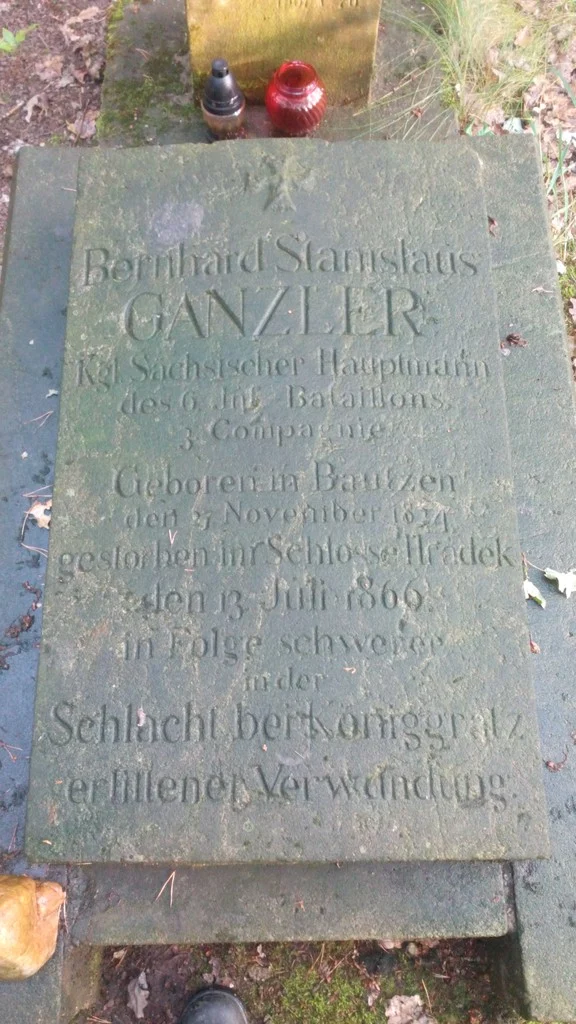 Bernhard Stanislaus
GANZLER
Kgl. Sächsischer Hauptmann
des 6. Inf. Bataillons,
3. Compagnie
Geboren in Bautzen
den 27 November 1824
gestorben im Schlosse Hradek
den 13. Juli 1866.
in Folge schwerer
in der
Schlacht bei Königgrätz
erlittener Verwundung.